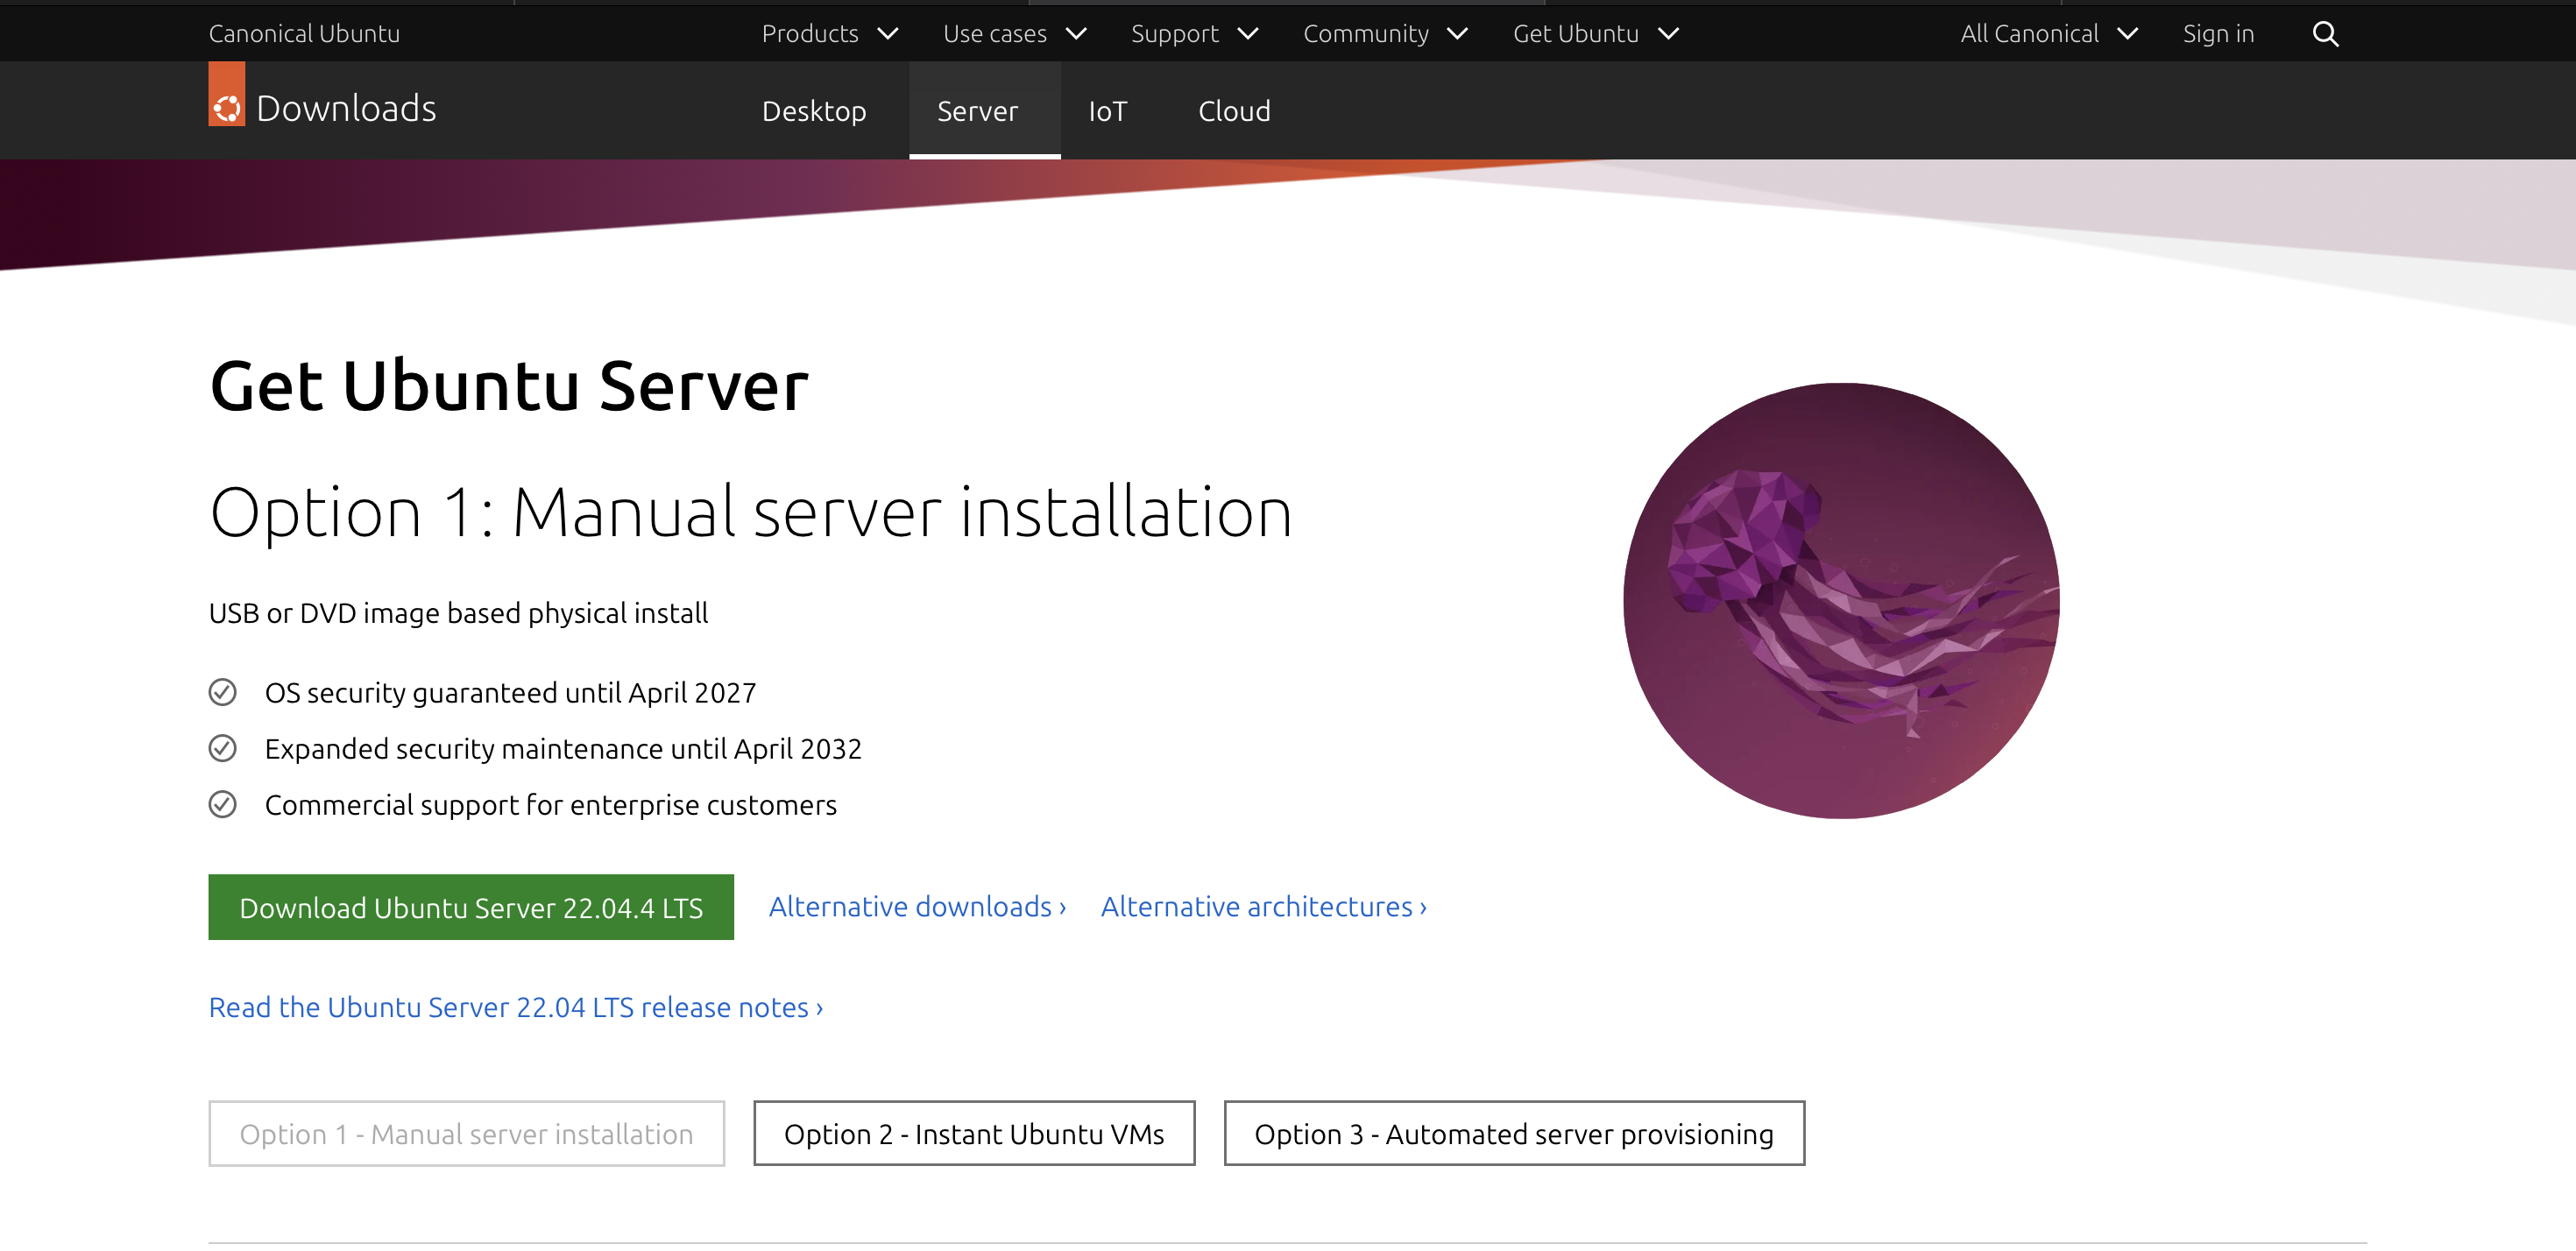 Canonical Ubuntu Products Use cases Support Community Get Ubuntu All Canonical Sign in
Downloads Desktop Server IoT Cloud
Get Ubuntu Server
Option 1: Manual server installation
USB or DVD image based physical install
OS security guaranteed until April 2027
Expanded security maintenance until April 2032
Commercial support for enterprise customers
Download Ubuntu Server 22.04.4 LTS Alternative downloads › Alternative architectures ›
Read the Ubuntu Server 22.04 LTS release notes ›
Option 1 - Manual server installation Option 2 - Instant Ubuntu VMs Option 3 - Automated server provisioning